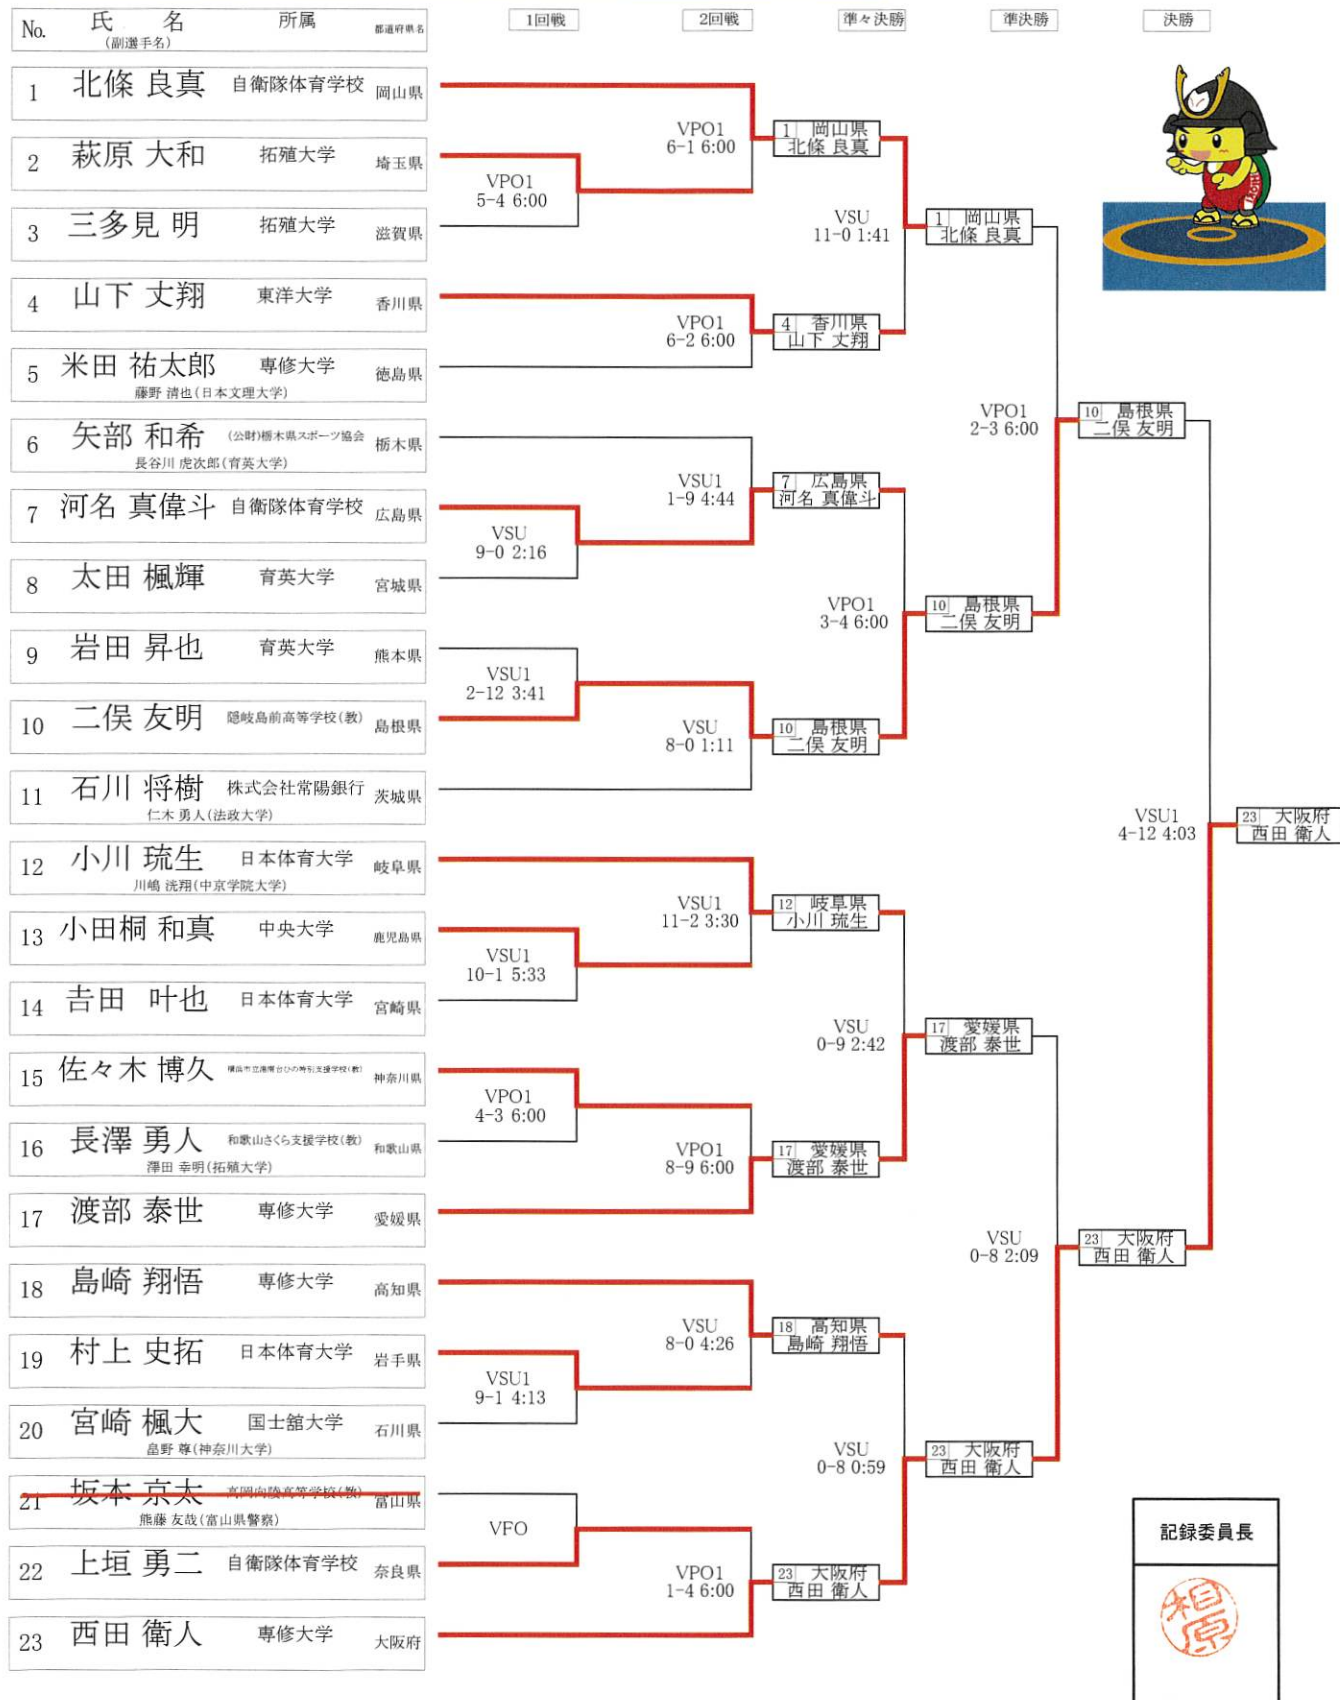 No. 氏 名 所属 都道府県名 1回戦 2回戦 準々決勝 準決勝 決勝
(副選手名)
1 北條 良真 自衛隊体育学校 岡山県
2 萩原 大和 拓殖大学 埼玉県
3 三多見 明 拓殖大学 滋賀県
4 山下 丈翔 東洋大学 香川県
5 米田 祐太郎 専修大学 徳島県
藤野 清也(日本文理大学)
6 矢部 和希 (公財)栃木県スポーツ協会 栃木県
長谷川 虎次郎(育英大学)
7 河名 真偉斗 自衛隊体育学校 広島県
8 太田 楓輝 育英大学 宮城県
9 岩田 昇也 育英大学 熊本県
10 二俣 友明 隠岐島前高等学校(教) 島根県
11 石川 将樹 株式会社常陽銀行 茨城県
仁木 勇人(法政大学)
12 小川 琉生 日本体育大学 岐阜県
川嶋 洸翔(中京学院大学)
13 小田桐 和真 中央大学 鹿児島県
14 吉田 叶也 日本体育大学 宮崎県
15 佐々木 博久 横浜市立港南台ひの特別支援学校(教) 神奈川県
16 長澤 勇人 和歌山さくら支援学校(教) 和歌山県
澤田 幸明(拓殖大学)
17 渡部 泰世 専修大学 愛媛県
18 島崎 翔悟 専修大学 高知県
19 村上 史拓 日本体育大学 岩手県
20 宮崎 楓大 国士舘大学 石川県
畠野 尊(神奈川大学)
21 坂本 京太 高岡向陵高等学校(教) 富山県
熊藤 友哉(富山県警察)
22 上垣 勇二 自衛隊体育学校 奈良県
23 西田 衛人 専修大学 大阪府
VPO1
5-4 6:00
VSU
9-0 2:16
VSU1
2-12 3:41
VSU1
10-1 5:33
VPO1
4-3 6:00
VSU1
9-1 4:13
VFO
VPO1
6-1 6:00
VPO1
6-2 6:00
VSU1
1-9 4:44
VSU
8-0 1:11
VSU1
11-2 3:30
VPO1
8-9 6:00
VSU
8-0 4:26
VPO1
1-4 6:00
1 岡山県
北條 良真
4 香川県
山下 丈翔
7 広島県
河名 真偉斗
10 島根県
二俣 友明
12 岐阜県
小川 琉生
17 愛媛県
渡部 泰世
18 高知県
島崎 翔悟
23 大阪府
西田 衛人
VSU
11-0 1:41
VPO1
3-4 6:00
VSU
0-9 2:42
VSU
0-8 0:59
1 岡山県
北條 良真
10 島根県
二俣 友明
17 愛媛県
渡部 泰世
23 大阪府
西田 衛人
VPO1
2-3 6:00
VSU
0-8 2:09
10 島根県
二俣 友明
23 大阪府
西田 衛人
VSU1
4-12 4:03
23 大阪府
西田 衛人
記録委員長
相原